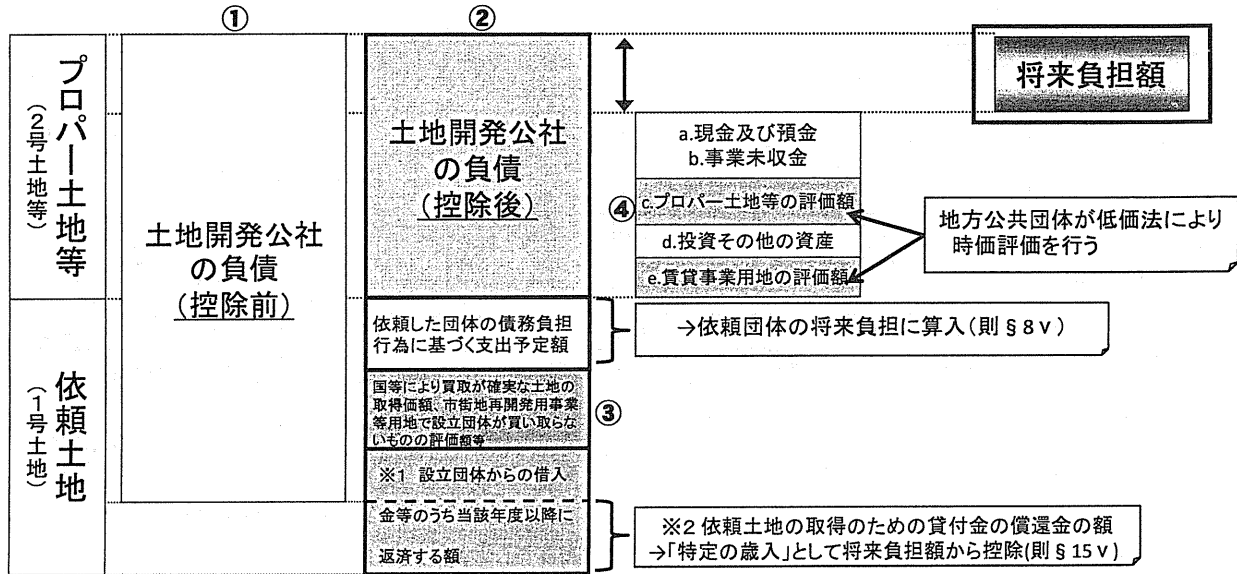 ①
②
プロパー土地等
(2号土地等)
依頼土地
(1号土地)
土地開発公社
の負債
(控除前)
土地開発公社
の負債
(控除後)
将来負担額
a.現金及び預金
b.事業未収金
④
c.プロパー土地等の評価額
d.投資その他の資産
e.賃貸事業用地の評価額
地方公共団体が低価法により
時価評価を行う
依頼した団体の債務負担
行為に基づく支出予定額
→依頼団体の将来負担に算入(則§8ⅴ)
国等により買取が確実な土地の
取得価額、市街地再開発用事業
等用地で設立団体が買い取らな
いものの評価額等
③
※1 設立団体からの借入
金等のうち当該年度以降に
返済する額
※2 依頼土地の取得のための貸付金の償還金の額
→「特定の歳入」として将来負担額から控除(則§15ⅴ)